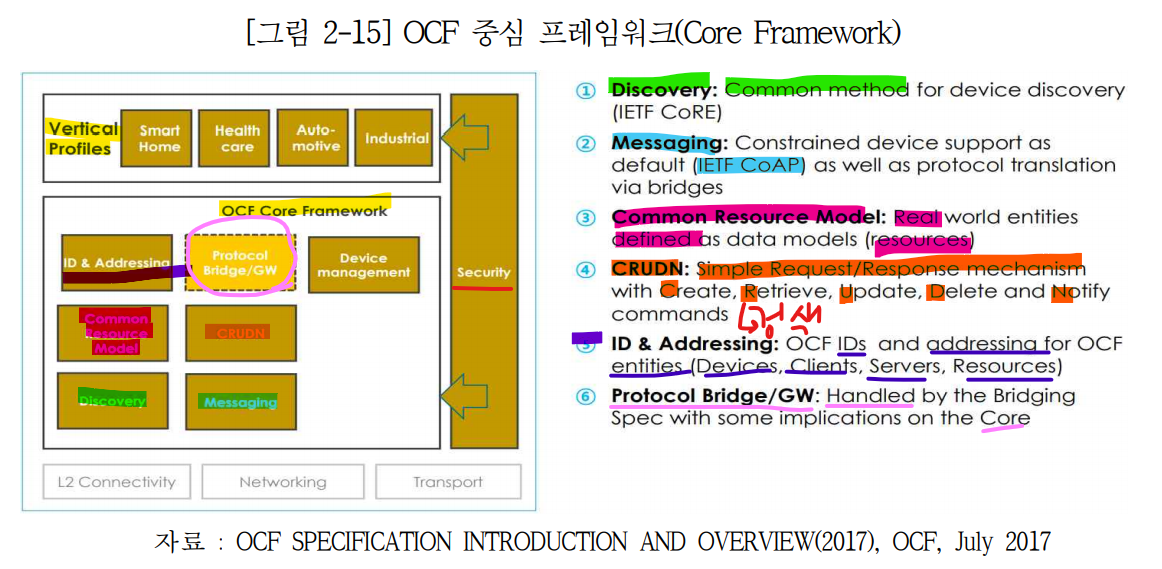 [그림 2-15] OCF 중심 프레임워크(Core Framework)
Vertical
Profiles
Smart
Home
Health
care
Auto-
motive
Industrial
OCF Core Framework
ID & Addressing
Protocol
Bridge/GW
Device
management
Security
Common
Resource
Model
CRUDN
Discovery
Messaging
L2 Connectivity
Networking
Transport
① Discovery: Common method for device discovery
(IETF CoRE)
② Messaging: Constrained device support as
default (IETF CoAP) as well as protocol translation
via bridges
③ Common Resource Model: Real world entities
defined as data models (resources)
④ CRUDN: Simple Request/Response mechanism
with Create, Retrieve, Update, Delete and Notify
commands
검색
⑤ ID & Addressing: OCF IDs and addressing for OCF
entities (Devices, Clients, Servers, Resources)
⑥ Protocol Bridge/GW: Handled by the Bridging
Spec with some implications on the Core
자료 : OCF SPECIFICATION INTRODUCTION AND OVERVIEW(2017), OCF, July 2017